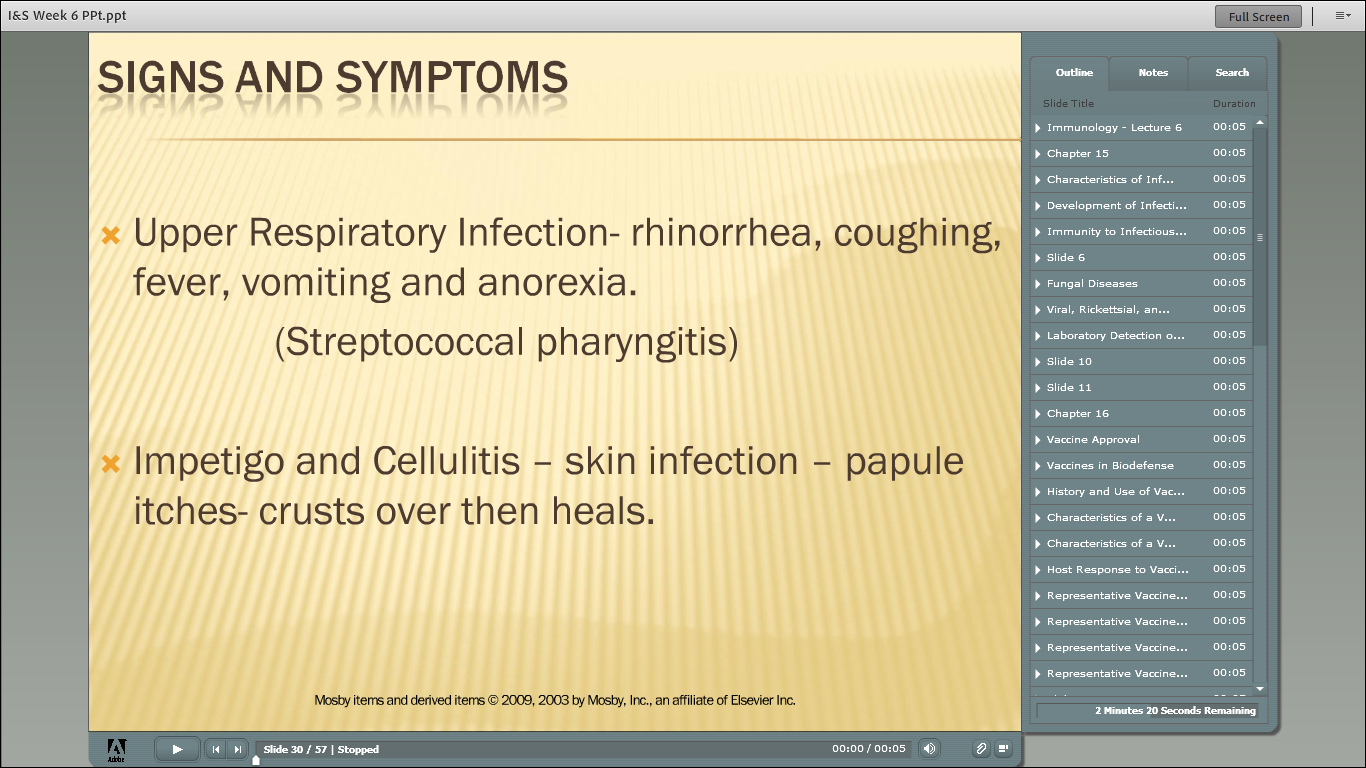 I&S Week 6 PPt.ppt
Full Screen
SIGNS AND SYMPTOMS
Upper Respiratory Infection- rhinorrhea, coughing,
fever, vomiting and anorexia.
(Streptococcal pharyngitis)
Impetigo and Cellulitis – skin infection – papule
itches- crusts over then heals.
Mosby items and derived items © 2009, 2003 by Mosby, Inc., an affiliate of Elsevier Inc.
Outline Notes Search
Slide Title Duration
Immunology - Lecture 6 00:05
Chapter 15 00:05
Characteristics of Inf... 00:05
Development of Infecti... 00:05
Immunity to Infectious... 00:05
Slide 6 00:05
Fungal Diseases 00:05
Viral, Rickettsial, an... 00:05
Laboratory Detection o... 00:05
Slide 10 00:05
Slide 11 00:05
Chapter 16 00:05
Vaccine Approval 00:05
Vaccines in Biodefense 00:05
History and Use of Vac... 00:05
Characteristics of a V... 00:05
Characteristics of a V... 00:05
Host Response to Vacci... 00:05
Representative Vaccine... 00:05
Representative Vaccine... 00:05
Representative Vaccine... 00:05
Representative Vaccine... 00:05
2 Minutes 20 Seconds Remaining
Adobe
Slide 30 / 57 | Stopped 00:00 / 00:05